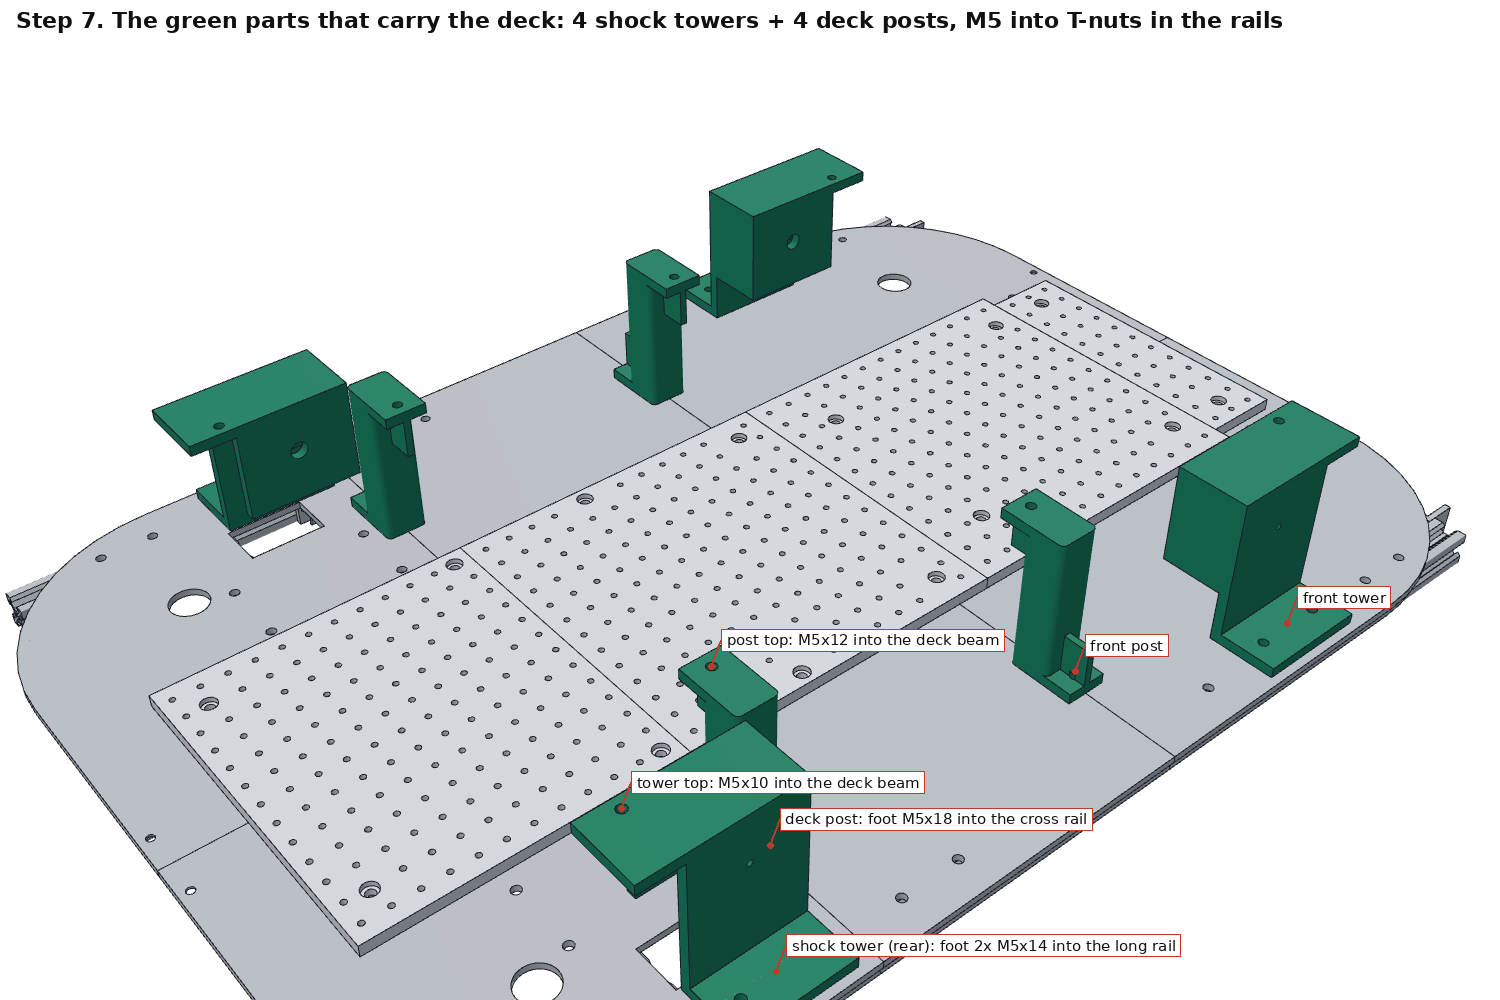 Step 7. The green parts that carry the deck: 4 shock towers + 4 deck posts, M5 into T-nuts in the rails
front tower
post top: M5x12 into the deck beam
front post
tower top: M5x10 into the deck beam
deck post: foot M5x18 into the cross rail
shock tower (rear): foot 2x M5x14 into the long rail